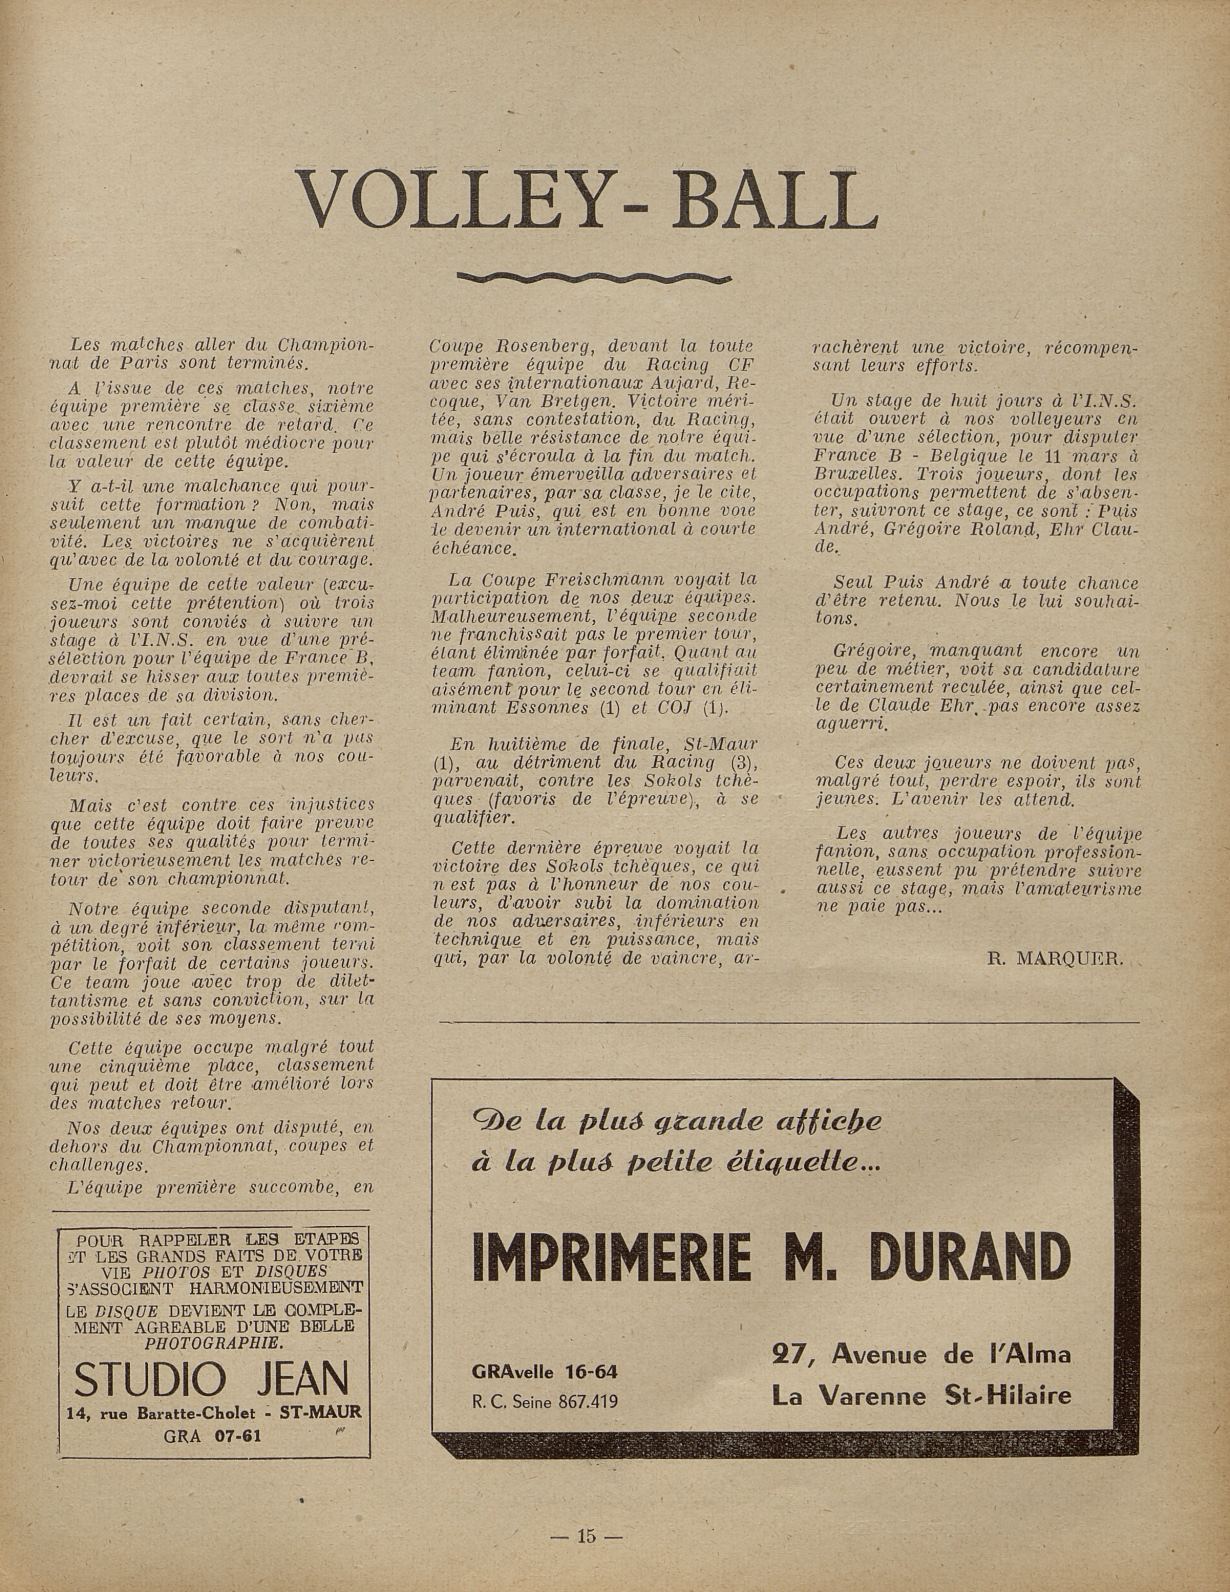 VOLLEY-BALL
Les matches aller du Champion-
nat de Paris sont terminés.
A l'issue de ces matches, notre
équipe première se classe sixième
avec une rencontre de retard. Ce
classement est plutôt médiocre pour
la valeur de cette équipe.
Y a-t-il une malchance qui pour-
suit cette formation ? Non, mais
seulement un manque de combati-
vité. Les victoires ne s'acquièrent
qu'avec de la volonté et du courage.
Une équipe de cette valeur (excu-
sez-moi cette prétention) où trois
joueurs sont conviés à suivre un
stage à l'I.N.S. en vue d'une pré-
sélection pour l'équipe de France B,
devrait se hisser aux toutes premiè-
res places de sa division.
Il est un fait certain, sans cher-
cher d'excuse, que le sort n'a pas
toujours été favorable à nos cou-
leurs.
Mais c'est contre ces injustices
que cette équipe doit faire preuve
de toutes ses qualités pour termi-
ner victorieusement les matches re-
tour de son championnat.
Notre équipe seconde disputant,
à un degré inférieur, la même com-
pétition, voit son classement terni
par le forfait de certains joueurs.
Ce team joue avec trop de dilet-
tantisme et sans conviction, sur la
possibilité de ses moyens.
Cette équipe occupe malgré tout
une cinquième place, classement
qui peut et doit être amélioré lors
des matches retour.
Nos deux équipes ont disputé, en
dehors du Championnat, coupes et
challenges.
L'équipe première succombe, en
Coupe Rosenberg, devant la toute
première équipe du Racing CF
avec ses internationaux Aujard, Re-
coque, Van Bretgen. Victoire méri-
tée, sans contestation, du Racing,
mais belle résistance de notre équi-
pe qui s'écroula à la fin du match.
Un joueur émerveilla adversaires et
partenaires, par sa classe, je le cite,
André Puis, qui est en bonne voie
de devenir un international à courte
échéance.
La Coupe Freischmann voyait la
participation de nos deux équipes.
Malheureusement, l'équipe seconde
ne franchissait pas le premier tour,
étant éliminée par forfait. Quant au
team fanion, celui-ci se qualifiait
aisément pour le second tour en éli-
minant Essonnes (1) et COJ (1).
En huitième de finale, St-Maur
(1), au détriment du Racing (3),
parvenait, contre les Sokols tchè-
ques (favoris de l'épreuve), à se
qualifier.
Cette dernière épreuve voyait la
victoire des Sokols tchèques, ce qui
n'est pas à l'honneur de nos cou-
leurs, d'avoir subi la domination
de nos adversaires, inférieurs en
technique et en puissance, mais
qui, par la volonté de vaincre, ar-
rachèrent une victoire, récompen-
sant leurs efforts.
Un stage de huit jours à l'I.N.S.
était ouvert à nos volleyeurs en
vue d'une sélection, pour disputer
France B - Belgique le 11 mars à
Bruxelles. Trois joueurs, dont les
occupations permettent de s'absen-
ter, suivront ce stage, ce sont : Puis
André, Grégoire Roland, Ehr Clau-
de.
Seul Puis André a toute chance
d'être retenu. Nous le lui souhai-
tons.
Grégoire, manquant encore un
peu de métier, voit sa candidature
certainement reculée, ainsi que cel-
le de Claude Ehr, pas encore assez
aguerri.
Ces deux joueurs ne doivent pas,
malgré tout, perdre espoir, ils sont
jeunes. L'avenir les attend.
Les autres joueurs de l'équipe
fanion, sans occupation profession-
nelle, eussent pu prétendre suivre
aussi ce stage, mais l'amateurisme
ne paie pas...
R. MARQUER.
POUR RAPPELER LES ETAPES
ET LES GRANDS FAITS DE VOTRE
VIE PHOTOS ET DISQUES
S'ASSOCIENT HARMONIEUSEMENT
LE DISQUE DEVIENT LE COMPLE-
MENT AGREABLE D'UNE BELLE
PHOTOGRAPHIE.
STUDIO JEAN
14, rue Baratte-Cholet - ST-MAUR
GRA 07-61
De la plus grande affiche
à la plus petite étiquette...
IMPRIMERIE M. DURAND
GRAvelle 16-64
R. C. Seine 867.419
27, Avenue de l'Alma
La Varenne St-Hilaire
— 15 —